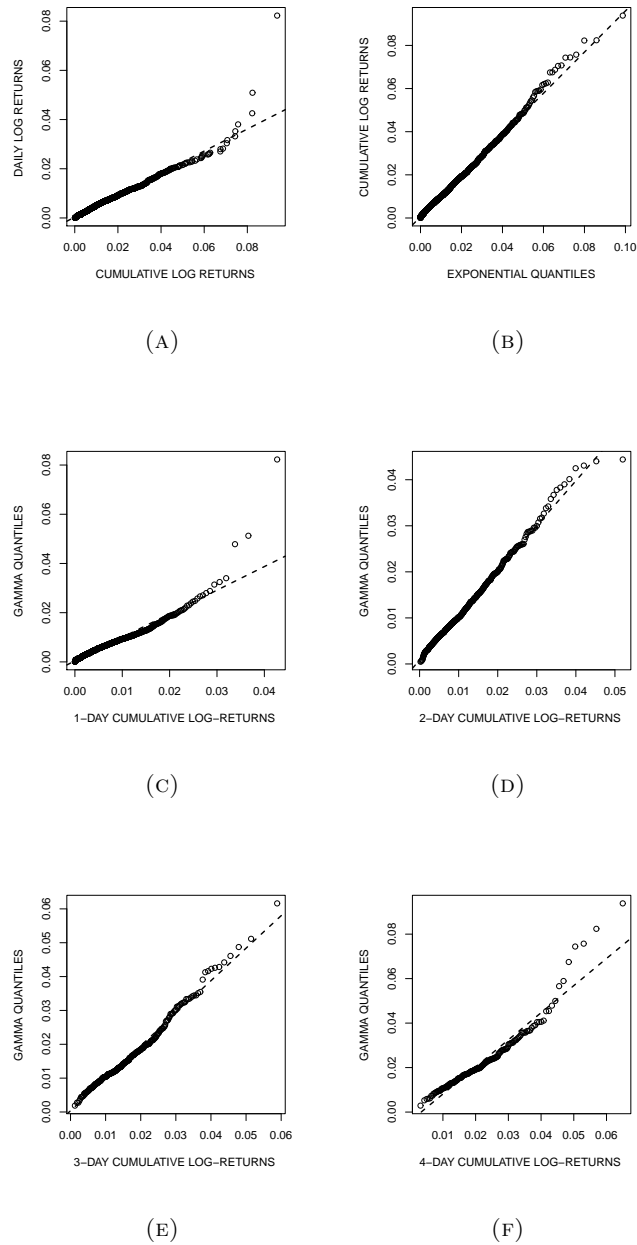 0.00 0.02 0.04 0.06 0.08
DAILY LOG RETURNS
0.00 0.02 0.04 0.06 0.08
CUMULATIVE LOG RETURNS
(A)
0.00 0.02 0.04 0.06 0.08
CUMULATIVE LOG RETURNS
0.00 0.02 0.04 0.06 0.08 0.10
EXPONENTIAL QUANTILES
(B)
0.00 0.02 0.04 0.06 0.08
GAMMA QUANTILES
0.00 0.01 0.02 0.03 0.04
1−DAY CUMULATIVE LOG−RETURNS
(C)
0.00 0.01 0.02 0.03 0.04
GAMMA QUANTILES
0.00 0.01 0.02 0.03 0.04 0.05
2−DAY CUMULATIVE LOG−RETURNS
(D)
0.00 0.01 0.02 0.03 0.04 0.05 0.06
GAMMA QUANTILES
0.00 0.01 0.02 0.03 0.04 0.05 0.06
3−DAY CUMULATIVE LOG−RETURNS
(E)
0.00 0.02 0.04 0.06 0.08
GAMMA QUANTILES
0.01 0.02 0.03 0.04 0.05 0.06
4−DAY CUMULATIVE LOG−RETURNS
(F)